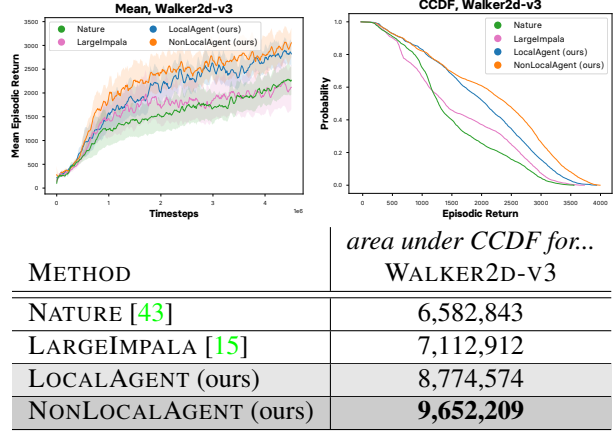 Mean, Walker2d-v3
Nature
LocalAgent (ours)
LargeImpala
NonLocalAgent (ours)
Mean Episodic Return
3500
3000
2500
2000
1500
1000
500
0
0
1
2
3
4
1e6
Timesteps
CCDF, Walker2d-v3
Nature
LargeImpala
LocalAgent (ours)
NonLocalAgent (ours)
Probability
1.0
0.8
0.6
0.4
0.2
0.0
0
500
1000
1500
2000
2500
3000
3500
4000
Episodic Return
area under CCDF for...
METHOD WALKER2D-V3
NATURE [43] 6,582,843
LARGEIMPALA [15] 7,112,912
LOCALAGENT (ours) 8,774,574
NONLOCALAGENT (ours) 9,652,209